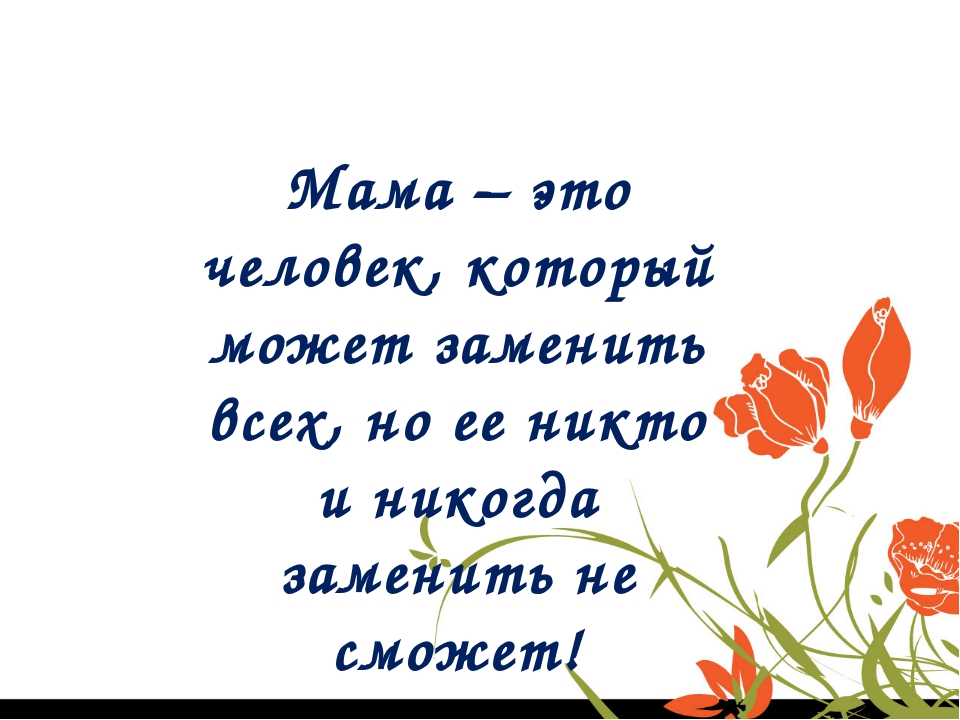 Мама – это
человек, который
может заменить
всех, но ее никто
и никогда
заменить не
сможет!